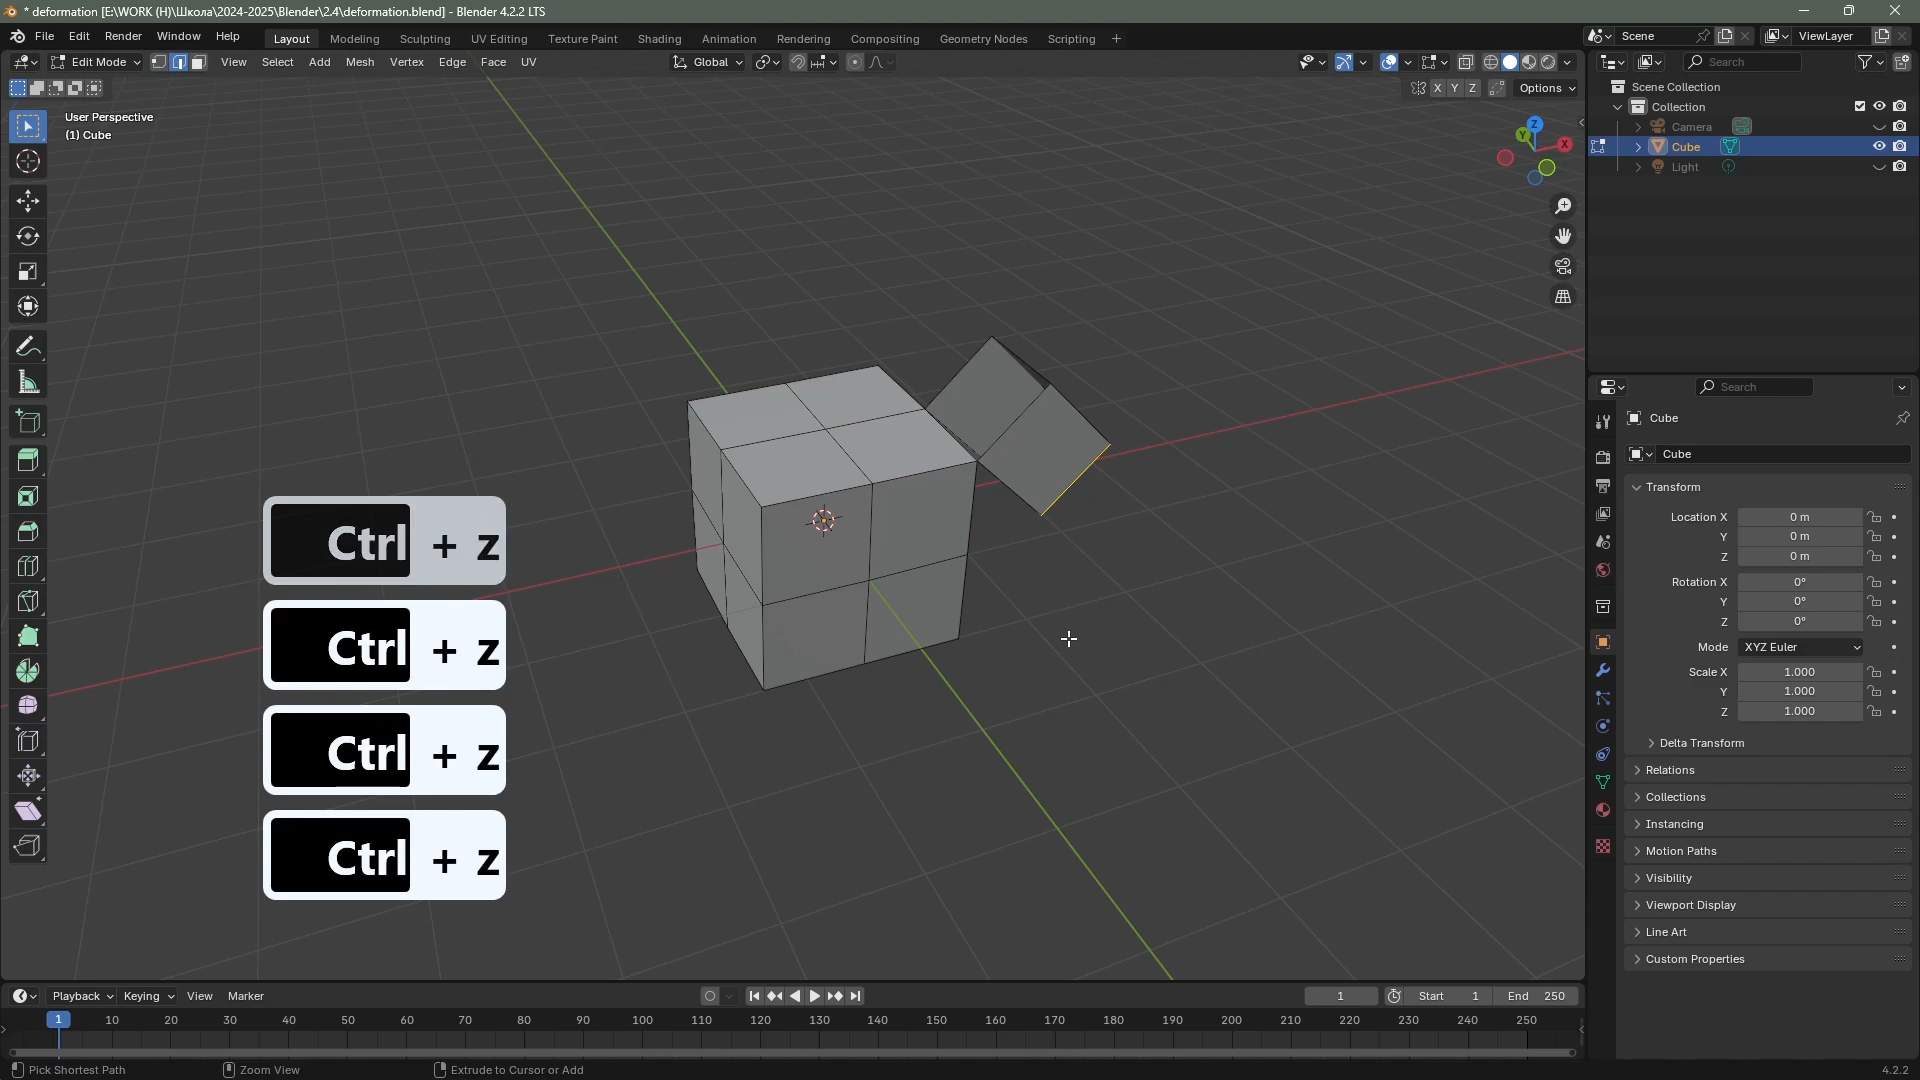 * deformation [E:\WORK (H)\Школа\2024-2025\Blender\2.4\deformation.blend] - Blender 4.2.2 LTS
File Edit Render Window Help Layout Modeling Sculpting UV Editing Texture Paint Shading Animation Rendering Compositing Geometry Nodes Scripting + Scene ViewLayer
Edit Mode View Select Add Mesh Vertex Edge Face UV Global Search
X Y Z Options
User Perspective
(1) Cube
Z
Y
X
Scene Collection
Collection
Camera
Cube
Light
Search
Cube
Cube
Transform
Location X 0 m
Y 0 m
Z 0 m
Rotation X 0°
Y 0°
Z 0°
Mode XYZ Euler
Scale X 1.000
Y 1.000
Z 1.000
Delta Transform
Relations
Collections
Instancing
Motion Paths
Visibility
Viewport Display
Line Art
Custom Properties
Ctrl + z
Ctrl + z
Ctrl + z
Ctrl + z
Playback Keying View Marker 1 Start 1 End 250
1 10 20 30 40 50 60 70 80 90 100 110 120 130 140 150 160 170 180 190 200 210 220 230 240 250
Pick Shortest Path Zoom View Extrude to Cursor or Add 4.2.2